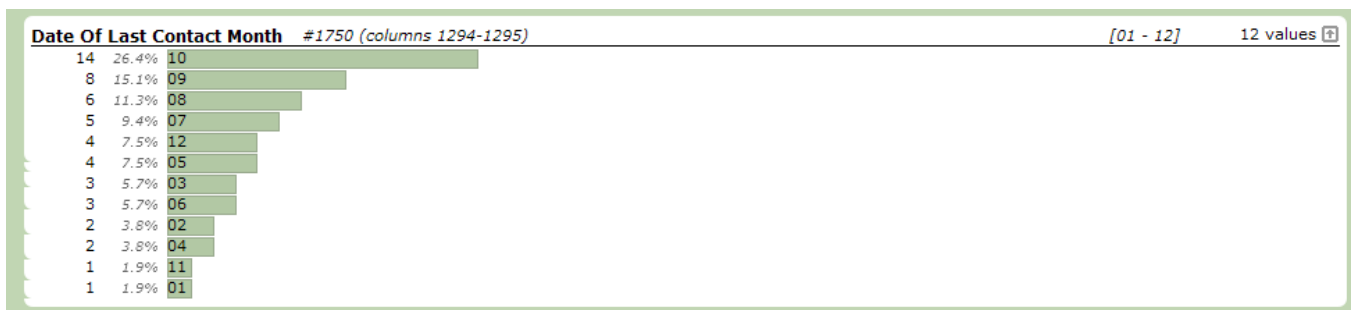 Date Of Last Contact Month #1750 (columns 1294-1295) [01 - 12] 12 values
14 26.4% 10
8 15.1% 09
6 11.3% 08
5 9.4% 07
4 7.5% 12
4 7.5% 05
3 5.7% 03
3 5.7% 06
2 3.8% 02
2 3.8% 04
1 1.9% 11
1 1.9% 01